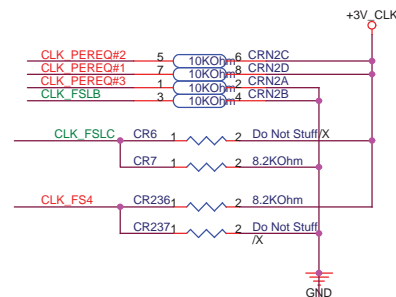 +3V_CLK
CLK_PEREQ#2 5 10KOhm 6 CRN2C
CLK_PEREQ#1 7 10KOhm 8 CRN2D
CLK_PEREQ#3 1 10KOhm 2 CRN2A
CLK_FSLB 3 10KOhm 4 CRN2B
CLK_FSLC CR6 1 2 Do Not Stuff/X
CR7 1 2 8.2KOhm
CLK_FS4 CR236 1 2 8.2KOhm
CR237 1 2 Do Not Stuff
/X
GND